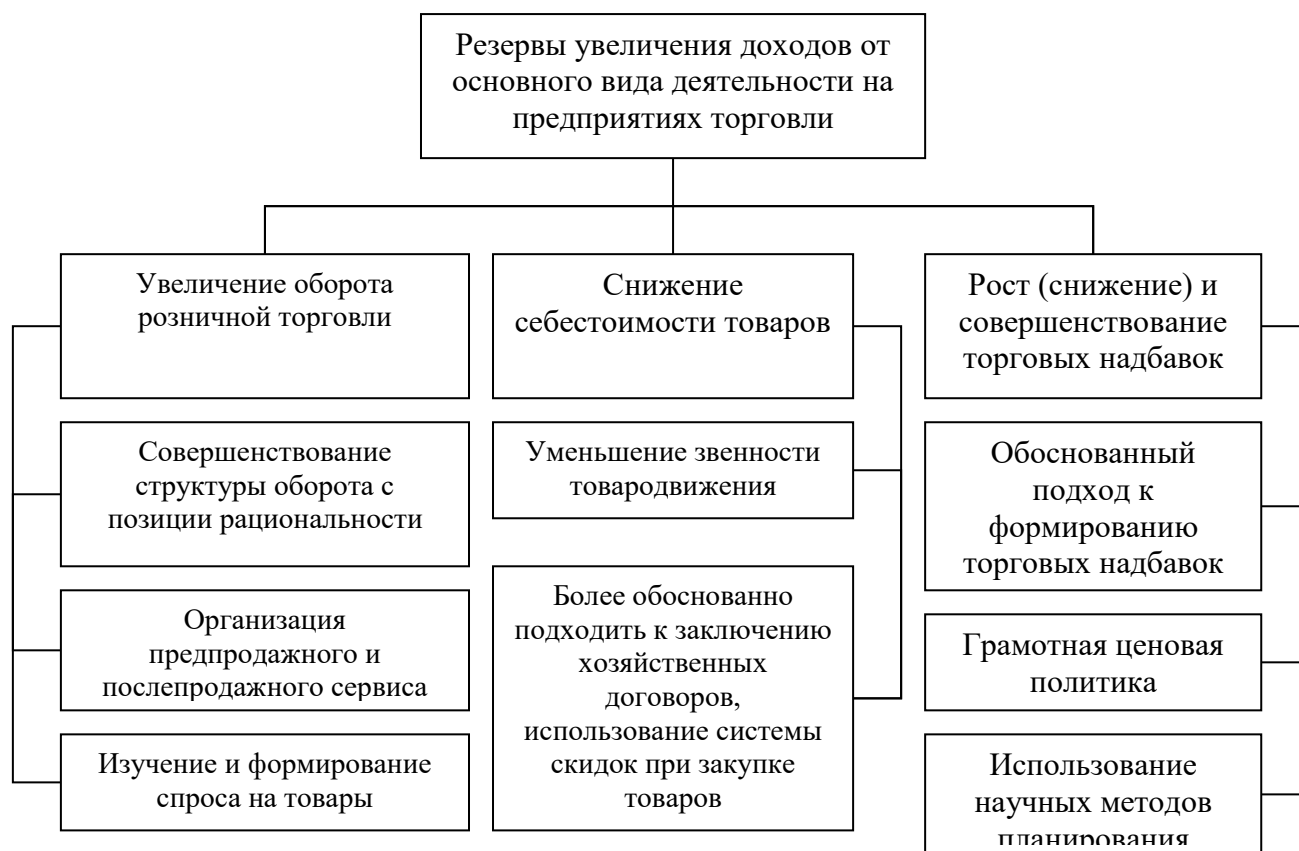 Резервы увеличения доходов от
основного вида деятельности на
предприятиях торговли
Увеличение оборота
розничной торговли
Снижение
себестоимости товаров
Рост (снижение) и
совершенствование
торговых надбавок
Совершенствование
структуры оборота с
позиции рациональности
Уменьшение звенности
товародвижения
Обоснованный
подход к
формированию
торговых надбавок
Организация
предпродажного и
послепродажного сервиса
Более обоснованно
подходить к заключению
хозяйственных
договоров,
использование системы
скидок при закупке
товаров
Грамотная ценовая
политика
Изучение и формирование
спроса на товары
Использование
научных методов
планирования